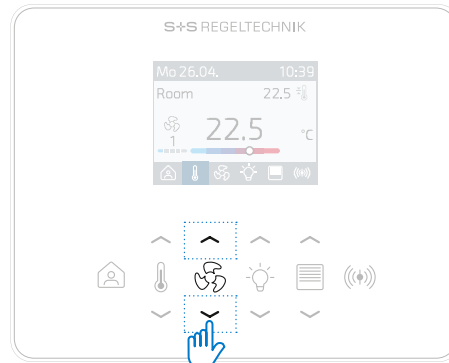 S+S REGELTECHNIK
Mo 26.04. 10:39
Room 22.5
22.5 °C
1